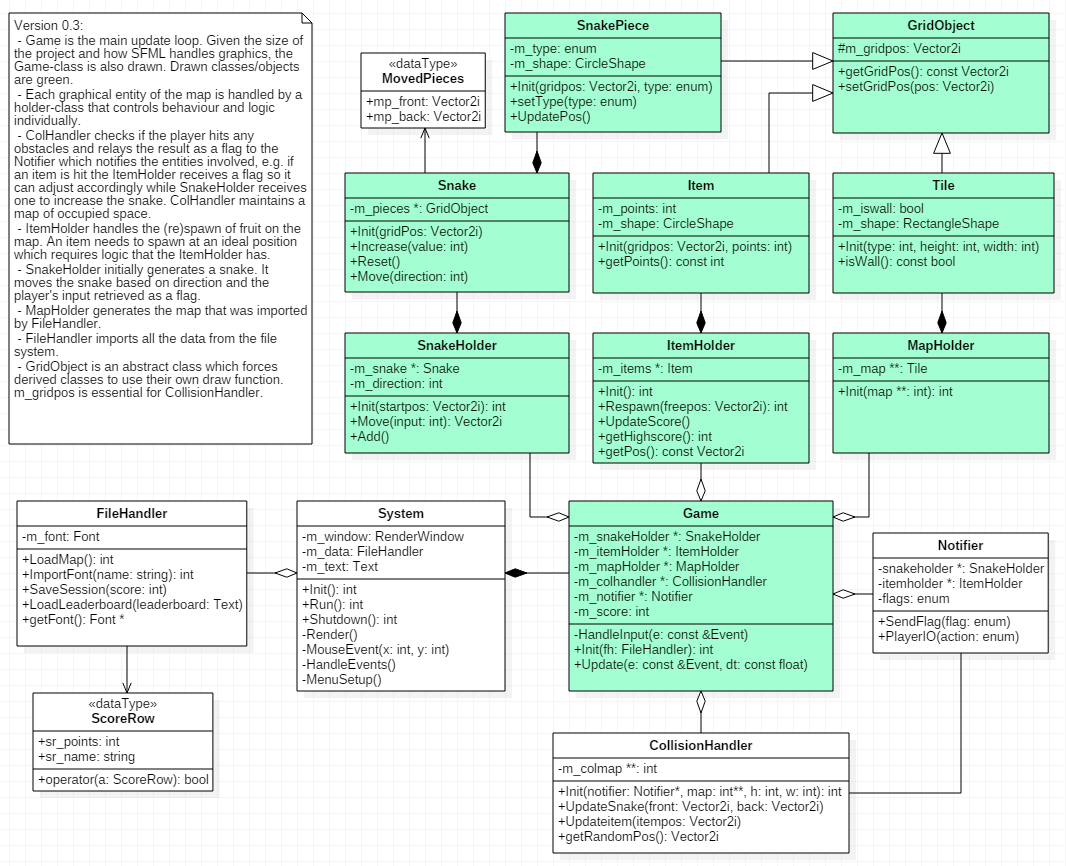 Version 0.3:
- Game is the main update loop. Given the size of
the project and how SFML handles graphics, the
Game-class is also drawn. Drawn classes/objects
are green.
- Each graphical entity of the map is handled by a
holder-class that controls behaviour and logic
individually.
- ColHandler checks if the player hits any
obstacles and relays the result as a flag to the
Notifier which notifies the entities involved, e.g. if
an item is hit the ItemHolder receives a flag so it
can adjust accordingly while SnakeHolder receives
one to increase the snake. ColHandler maintains a
map of occupied space.
- ItemHolder handles the (re)spawn of fruit on the
map. An item needs to spawn at an ideal position
which requires logic that the ItemHolder has.
- SnakeHolder initially generates a snake. It
moves the snake based on direction and the
player's input retrieved as a flag.
- MapHolder generates the map that was imported
by FileHandler.
- FileHandler imports all the data from the file
system.
- GridObject is an abstract class which forces
derived classes to use their own draw function.
m_gridpos is essential for CollisionHandler.
«dataType»
MovedPieces
+mp_front: Vector2i
+mp_back: Vector2i
SnakePiece
-m_type: enum
-m_shape: CircleShape
+Init(gridpos: Vector2i, type: enum)
+setType(type: enum)
+UpdatePos()
GridObject
#m_gridpos: Vector2i
+getGridPos(): const Vector2i
+setGridPos(pos: Vector2i)
Snake
-m_pieces *: GridObject
+Init(gridPos: Vector2i)
+Increase(value: int)
+Reset()
+Move(direction: int)
Item
-m_points: int
-m_shape: CircleShape
+Init(gridpos: Vector2i, points: int)
+getPoints(): const int
Tile
-m_iswall: bool
-m_shape: RectangleShape
+Init(type: int, height: int, width: int)
+isWall(): const bool
SnakeHolder
-m_snake *: Snake
-m_direction: int
+Init(startpos: Vector2i): int
+Move(input: int): Vector2i
+Add()
ItemHolder
-m_items *: Item
+Init(): int
+Respawn(freepos: Vector2i): int
+UpdateScore()
+getHighscore(): int
+getPos(): const Vector2i
MapHolder
-m_map **: Tile
+Init(map **: int): int
FileHandler
-m_font: Font
+LoadMap(): int
+ImportFont(name: string): int
+SaveSession(score: int)
+LoadLeaderboard(leaderboard: Text)
+getFont(): Font *
System
-m_window: RenderWindow
-m_data: FileHandler
-m_text: Text
+Init(): int
+Run(): int
+Shutdown(): int
-Render()
-MouseEvent(x: int, y: int)
-HandleEvents()
-MenuSetup()
Game
-m_snakeHolder *: SnakeHolder
-m_itemHolder *: ItemHolder
-m_mapHolder *: MapHolder
-m_colhandler *: CollisionHandler
-m_notifier *: Notifier
-m_score: int
-HandleInput(e: const &Event)
+Init(fh: FileHandler): int
+Update(e: const &Event, dt: const float)
Notifier
-snakeholder *: SnakeHolder
-itemholder *: ItemHolder
-flags: enum
+SendFlag(flag: enum)
+PlayerIO(action: enum)
«dataType»
ScoreRow
+sr_points: int
+sr_name: string
+operator(a: ScoreRow): bool
CollisionHandler
-m_colmap **: int
+Init(notifier: Notifier*, map: int**, h: int, w: int): int
+UpdateSnake(front: Vector2i, back: Vector2i)
+Updateitem(itempos: Vector2i)
+getRandomPos(): Vector2i